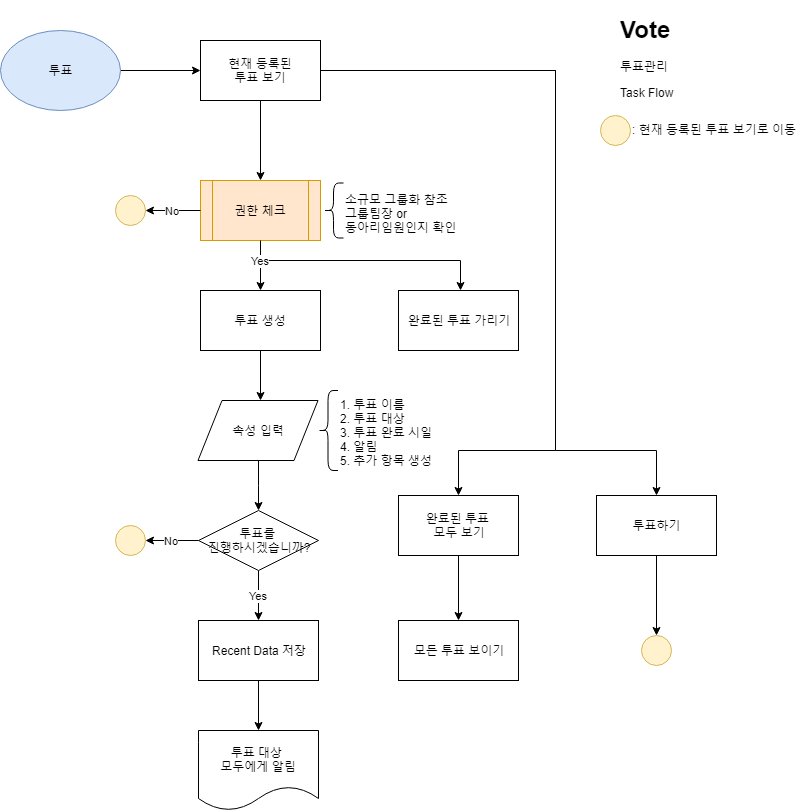 Vote
투표관리
Task Flow
: 현재 등록된 투표 보기로 이동
투표
현재 등록된
투표 보기
No
권한 체크
소규모 그룹화 참조
그룹팀장 or
동아리임원인지 확인
Yes
투표 생성
완료된 투표 가리기
속성 입력
1. 투표 이름
2. 투표 대상
3. 투표 완료 시일
4. 알림
5. 추가 항목 생성
완료된 투표
모두 보기
투표하기
No
투표를
진행하시겠습니까?
Yes
Recent Data 저장
모든 투표 보이기
투표 대상
모두에게 알림